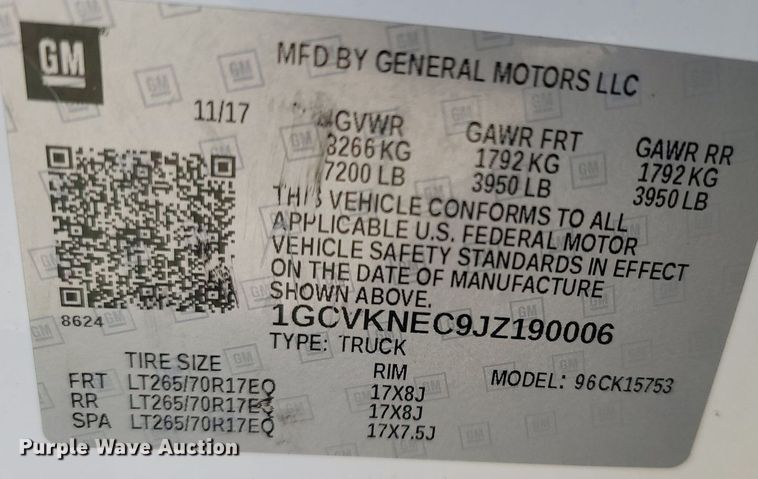 GM
MFD BY GENERAL MOTORS LLC
11/17
GVWR GAWR FRT GAWR RR
3266 KG 1792 KG 1792 KG
7200 LB 3950 LB 3950 LB
THIS VEHICLE CONFORMS TO ALL
APPLICABLE U.S. FEDERAL MOTOR
VEHICLE SAFETY STANDARDS IN EFFECT
ON THE DATE OF MANUFACTURE
SHOWN ABOVE.
8624
1GCVKNEC9JZ190006
TYPE: TRUCK
TIRE SIZE RIM MODEL: 96CK15753
FRT LT265/70R17EQ 17X8J
RR LT265/70R17EQ 17X8J
SPA LT265/70R17EQ 17X7.5J
Purple Wave Auction